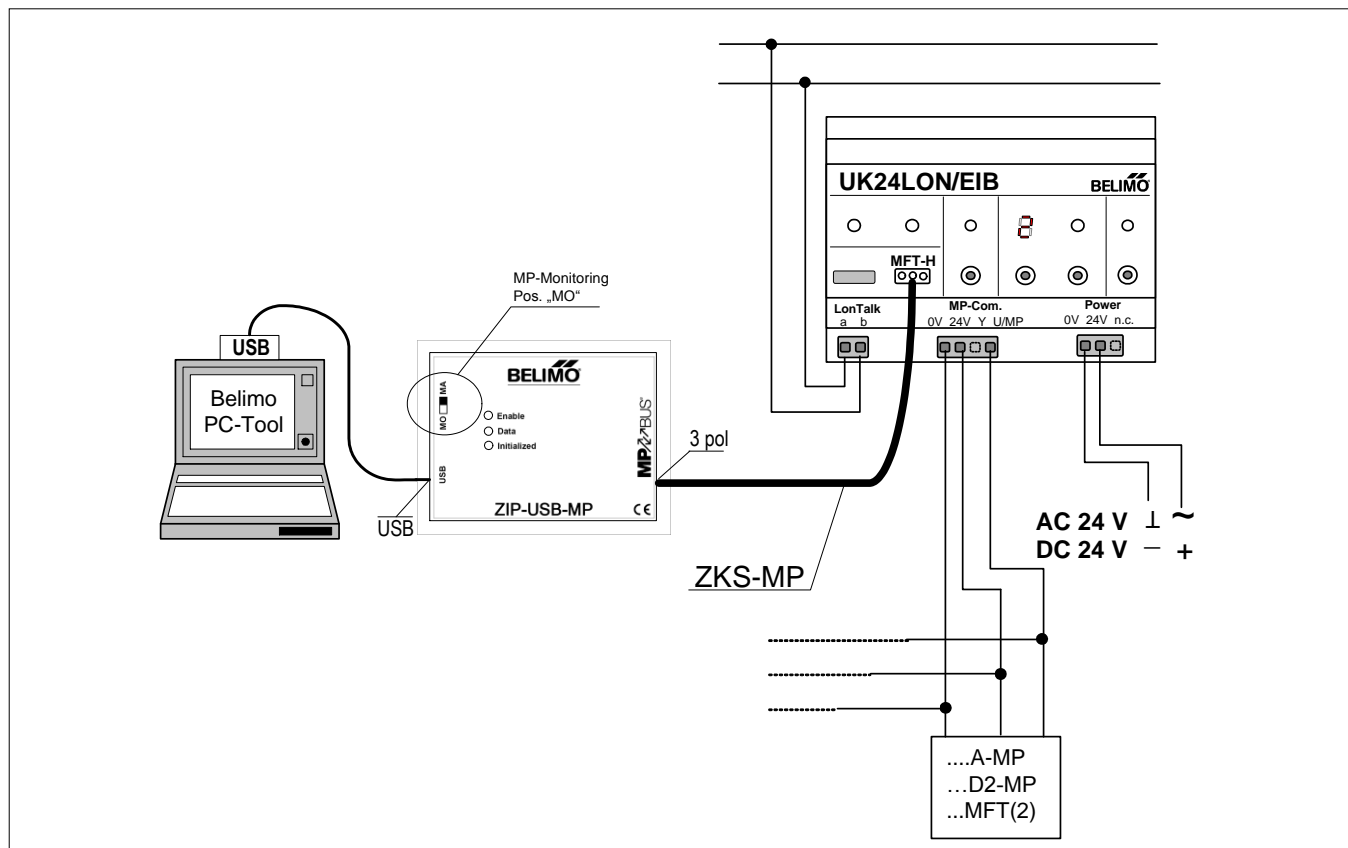 UK24LON/EIB
BELIMO
MFT-H
LonTalk
a b
MP-Com.
0V 24V Y U/MP
Power
0V 24V n.c.
MP-Monitoring
Pos. „MO“
USB
Belimo
PC-Tool
BELIMO
MO MA
Enable
Data
Initialized
USB
MP BUS®
ZIP-USB-MP
CE
USB
3 pol
ZKS-MP
AC 24 V ⊥ ~
DC 24 V – +
....A-MP
…D2-MP
...MFT(2)